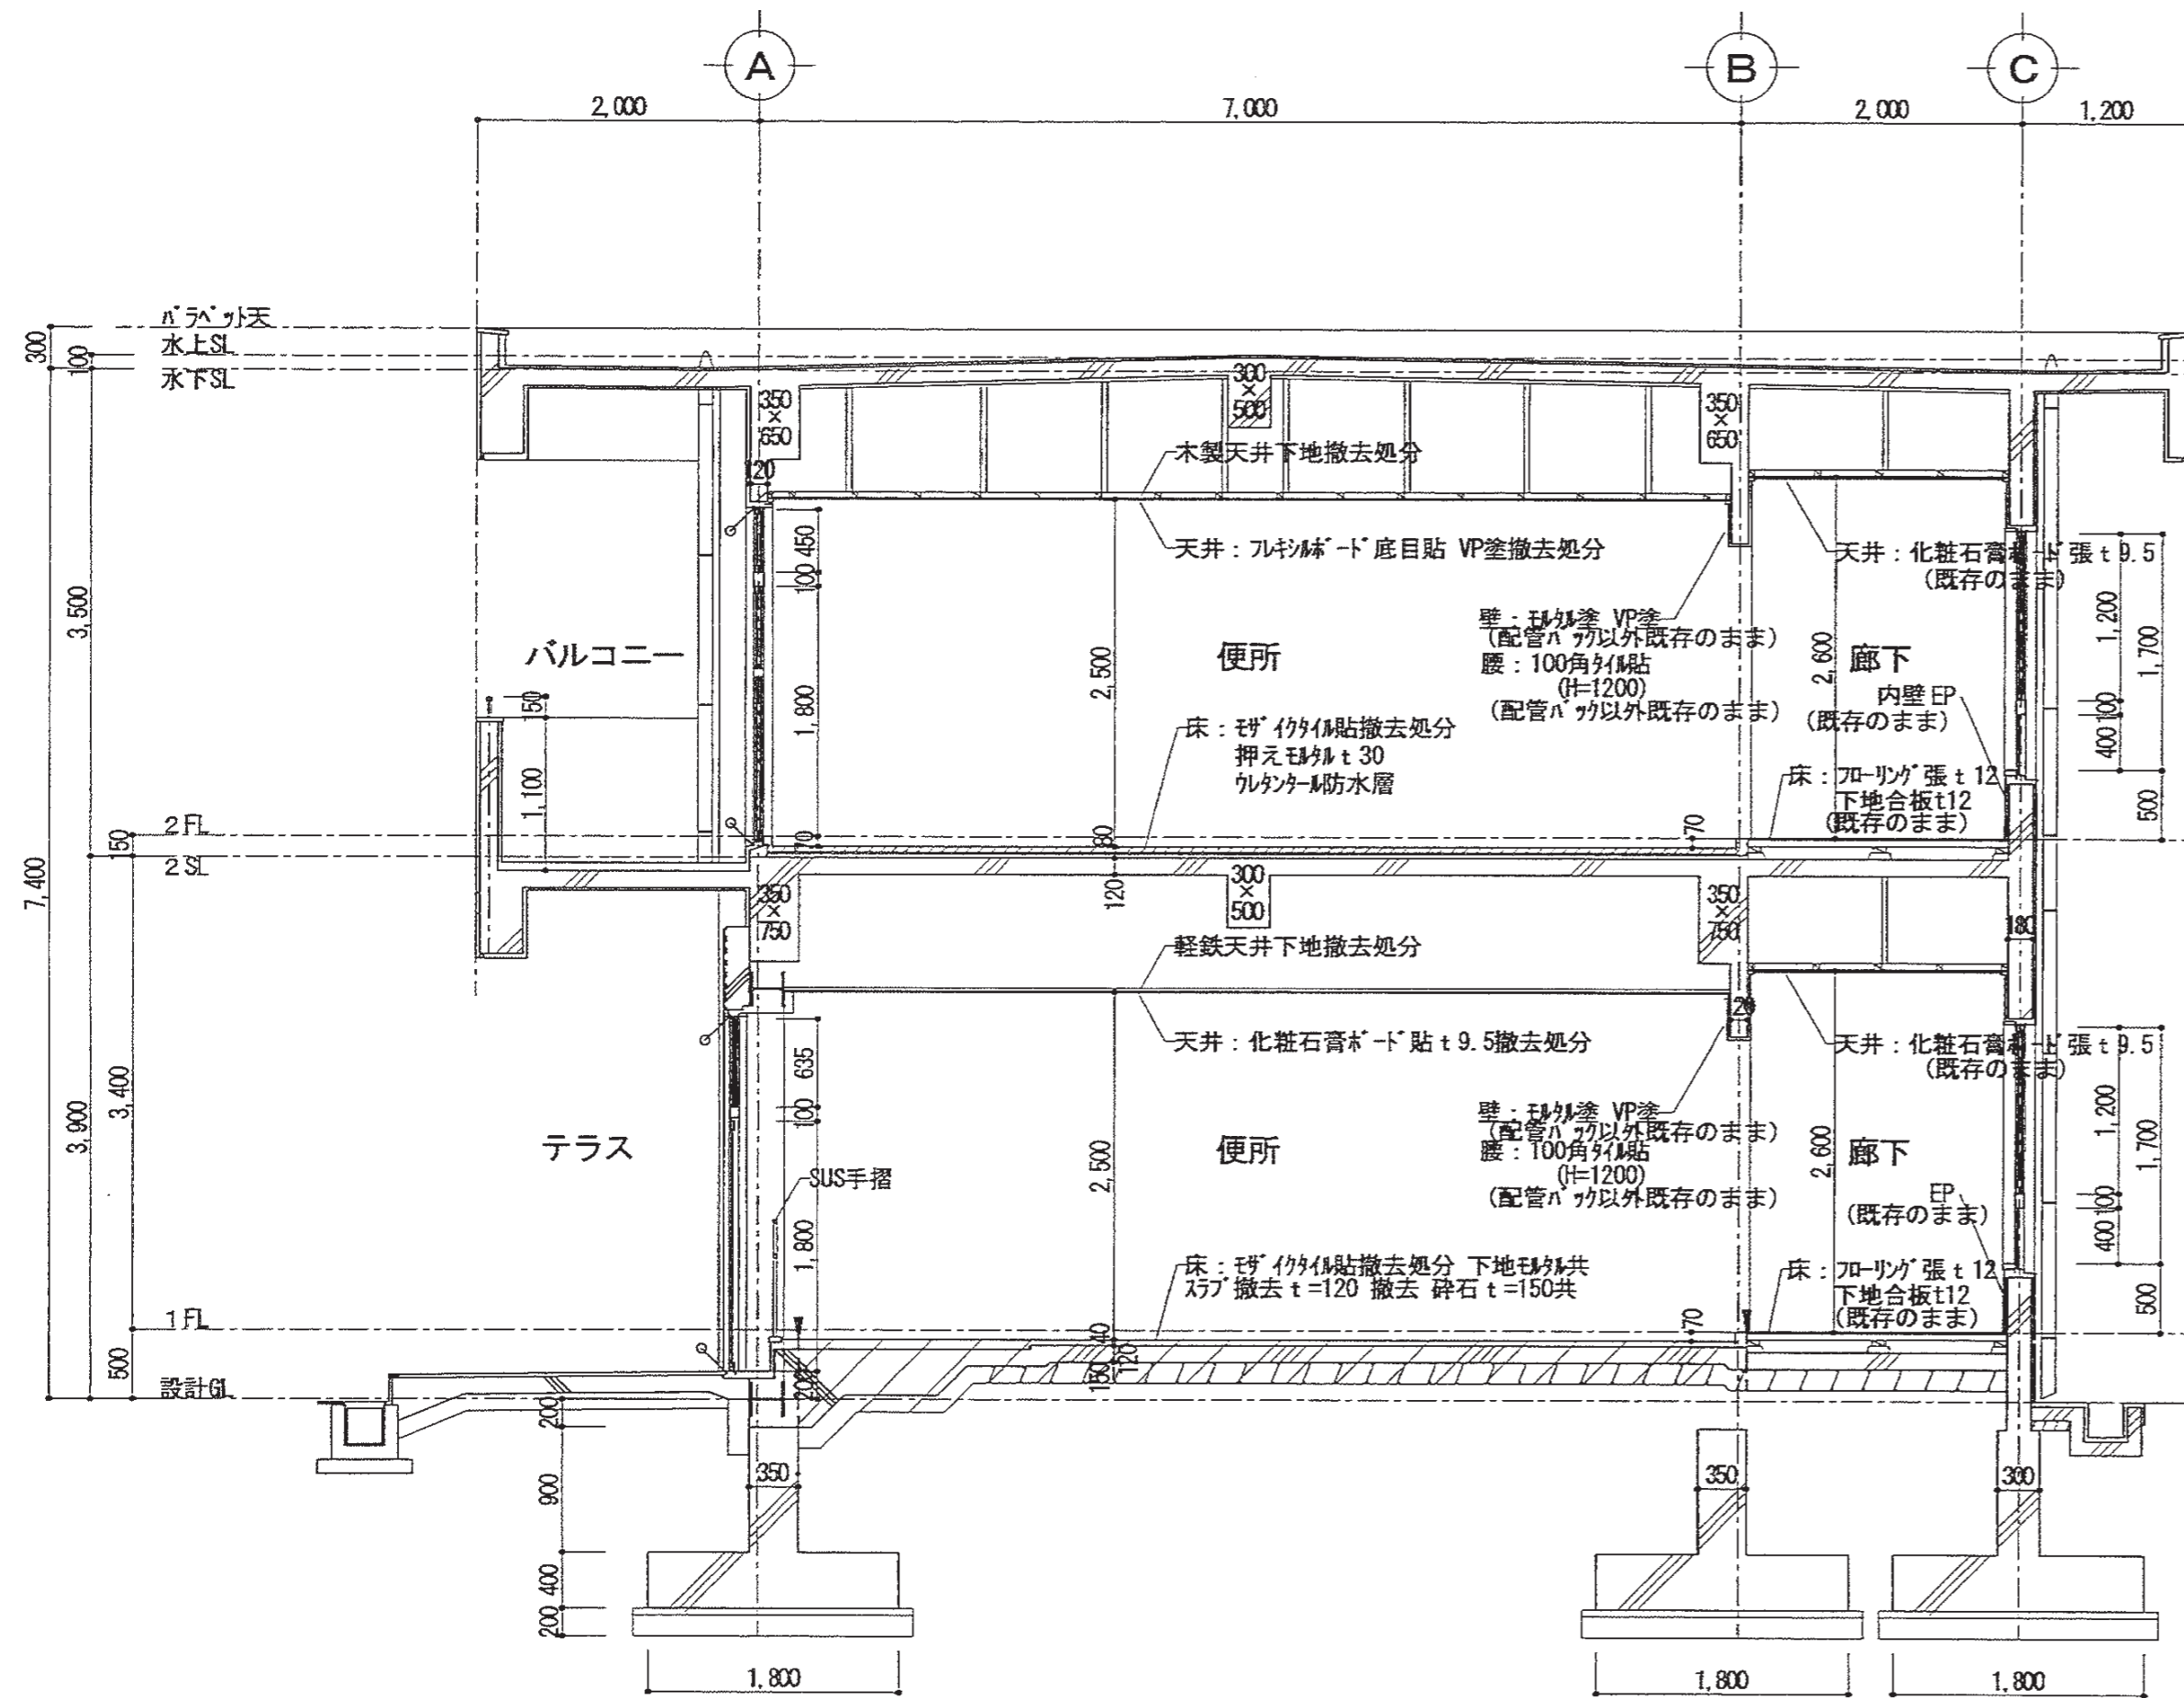 A
B
C
2,000
7,000
2,000
1,200
パラペット天
水上SL
水下SL
300
100
350
×
650
300
×
500
350
×
650
木製天井下地撤去処分
120
天井：フレキシルボード底目貼 VP塗撤去処分
天井：化粧石膏ボード張 t 9.5
(既存のまま)
450
100
1,800
3,500
7,400
バルコニー
便所
2,500
壁：モルタル塗 VP塗
(配管パック以外既存のまま)
腰：100角タイル貼
(H=1200)
(配管パック以外既存のまま)
2,600
廊下
内壁 EP
(既存のまま)
1,200
100
400
1,700
500
150
1,100
床：モザイクタイル貼撤去処分
押えモルタル t 30
ウレタンタール防水層
床：フローリング張 t 12
下地合板t12
(既存のまま)
2 FL
150
2 SL
70
80
70
120
350
×
750
300
×
500
350
×
750
180
軽鉄天井下地撤去処分
天井：化粧石膏ボード貼 t 9.5撤去処分
天井：化粧石膏ボード張 t 9.5
(既存のまま)
635
100
1,800
3,400
3,900
テラス
SUS手摺
便所
2,500
壁：モルタル塗 VP塗
(配管パック以外既存のまま)
腰：100角タイル貼
(H=1200)
(配管パック以外既存のまま)
2,600
廊下
EP
(既存のまま)
1,200
100
400
1,700
500
床：モザイクタイル貼撤去処分 下地モルタル共
スラブ撤去 t =120 撤去 砕石 t =150共
床：フローリング張 t 12
下地合板t12
(既存のまま)
1 FL
500
設計GL
40
120
150
70
200
200
900
400
200
350
350
300
1,800
1,800
1,800